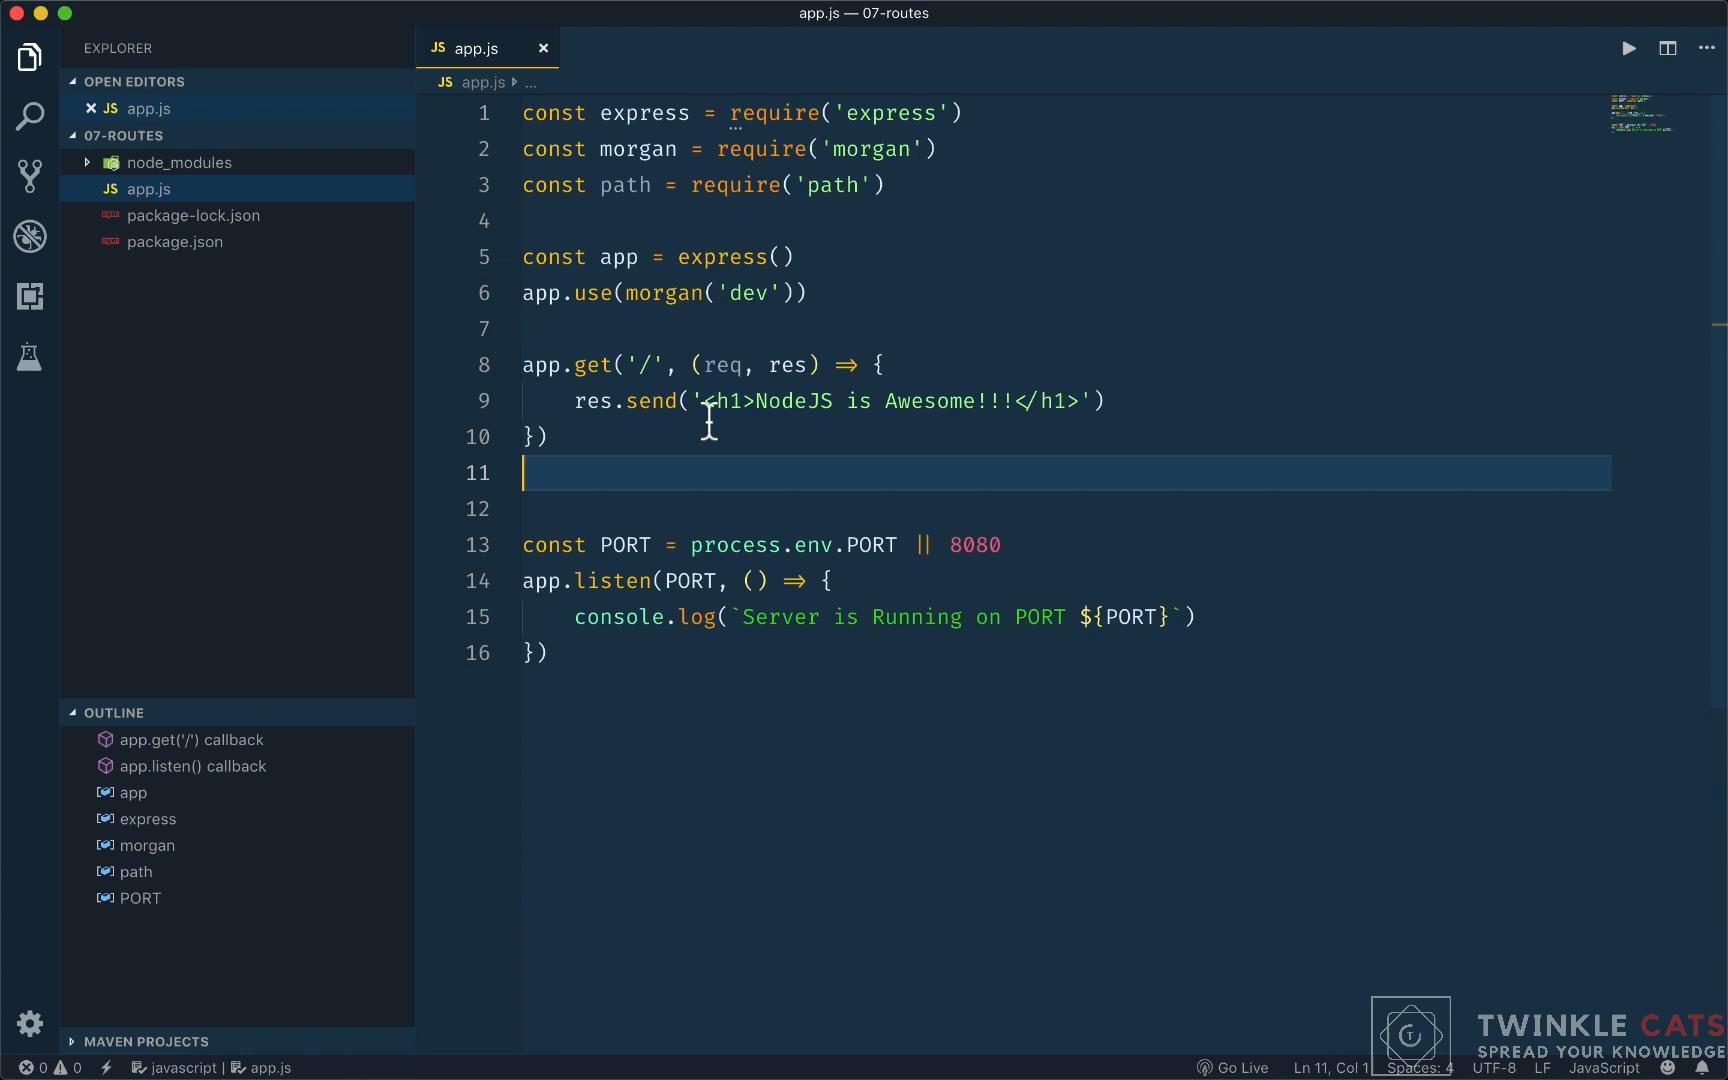 app.js — 07-routes
EXPLORER
OPEN EDITORS
JS app.js
07-ROUTES
node_modules
JS app.js
package-lock.json
package.json
OUTLINE
app.get('/') callback
app.listen() callback
app
express
morgan
path
PORT
MAVEN PROJECTS
JS app.js
JS app.js ...
1 const express = require('express')
2 const morgan = require('morgan')
3 const path = require('path')
4
5 const app = express()
6 app.use(morgan('dev'))
7
8 app.get('/', (req, res) => {
9 res.send('<h1>NodeJS is Awesome!!!</h1>')
10 })
11
12
13 const PORT = process.env.PORT || 8080
14 app.listen(PORT, () => {
15 console.log(`Server is Running on PORT ${PORT}`)
16 })
TWINKLE CATS
SPREAD YOUR KNOWLEDGE
0 0 javascript | app.js Go Live Ln 11, Col 1 Spaces: 4 UTF-8 LF JavaScript